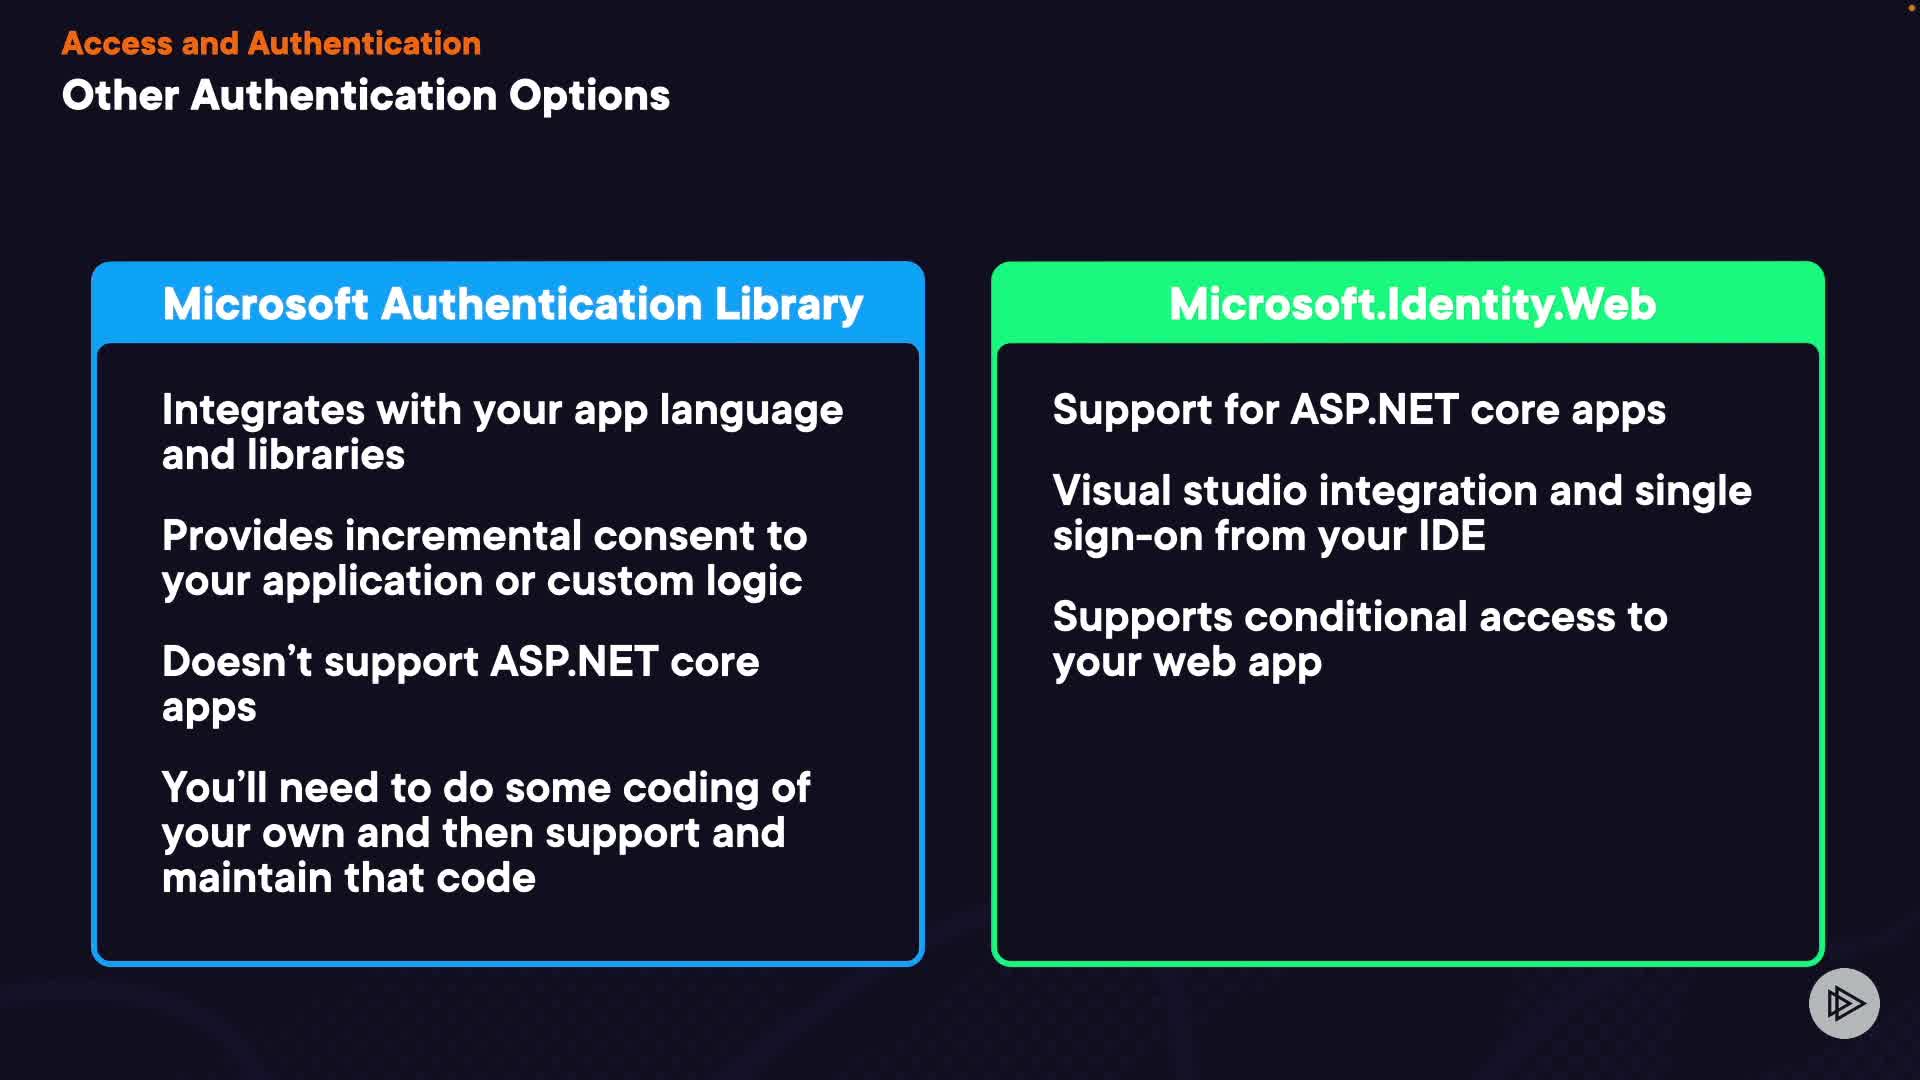 Access and Authentication
Other Authentication Options
Microsoft Authentication Library
Integrates with your app language
and libraries
Provides incremental consent to
your application or custom logic
Doesn’t support ASP.NET core
apps
You’ll need to do some coding of
your own and then support and
maintain that code
Microsoft.Identity.Web
Support for ASP.NET core apps
Visual studio integration and single
sign-on from your IDE
Supports conditional access to
your web app